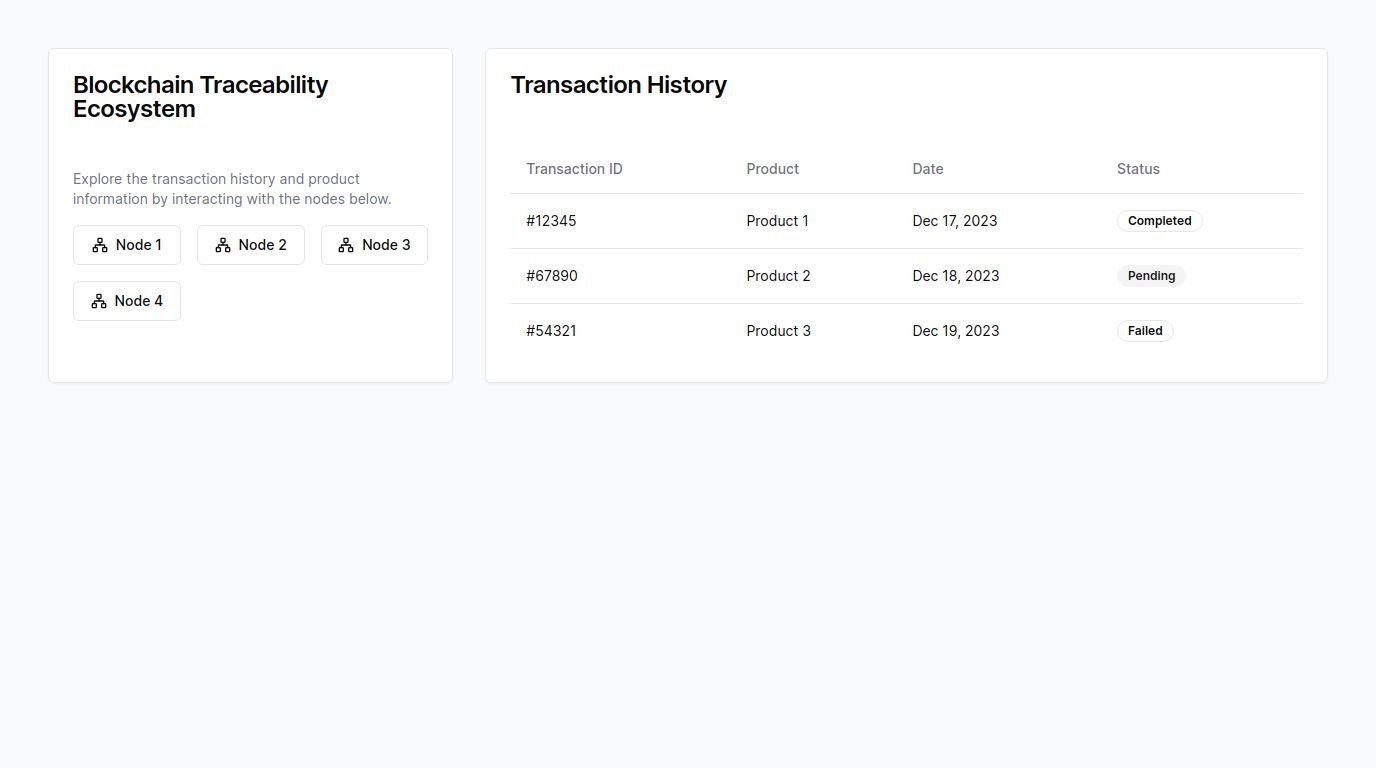 Blockchain Traceability
Ecosystem
Explore the transaction history and product
information by interacting with the nodes below.
Node 1 Node 2 Node 3
Node 4
Transaction History
Transaction ID Product Date Status
#12345 Product 1 Dec 17, 2023 Completed
#67890 Product 2 Dec 18, 2023 Pending
#54321 Product 3 Dec 19, 2023 Failed